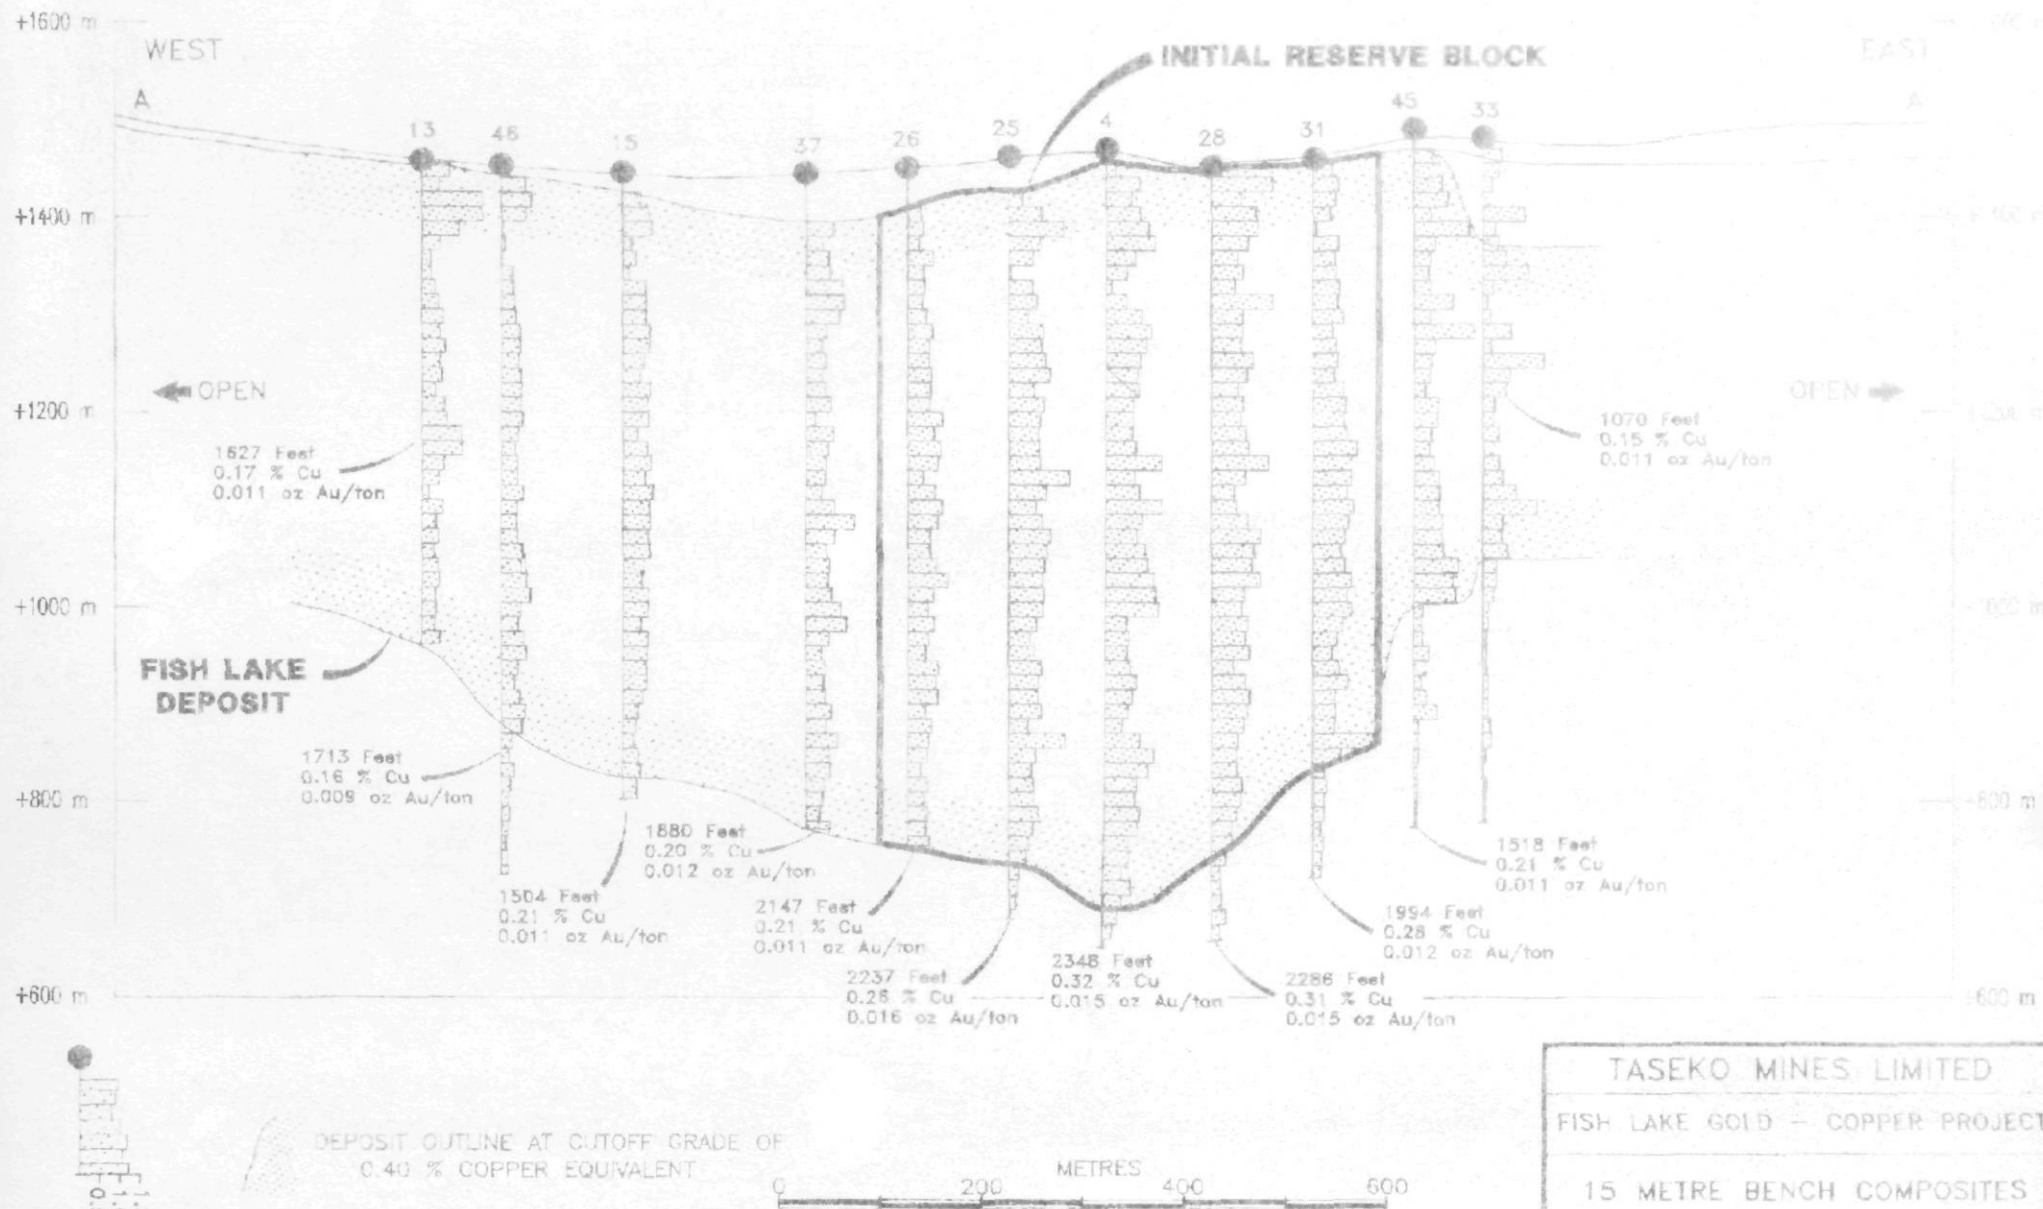 +1600 m
WEST
INITIAL RESERVE BLOCK
EAST
A
A
13
46
15
37
26
25
4
28
31
45
33
+1400 m
OPEN
OPEN
+1200 m
1627 Feet
0.17 % Cu
0.011 oz Au/ton
1070 Feet
0.15 % Cu
0.011 oz Au/ton
+1000 m
FISH LAKE
DEPOSIT
1713 Feet
0.16 % Cu
0.009 oz Au/ton
+800 m
+800 m
1504 Feet
0.21 % Cu
0.011 oz Au/ton
1880 Feet
0.20 % Cu
0.012 oz Au/ton
2147 Feet
0.21 % Cu
0.011 oz Au/ton
2237 Feet
0.26 % Cu
0.016 oz Au/ton
2348 Feet
0.32 % Cu
0.015 oz Au/ton
2286 Feet
0.31 % Cu
0.015 oz Au/ton
1994 Feet
0.28 % Cu
0.012 oz Au/ton
1518 Feet
0.21 % Cu
0.011 oz Au/ton
+600 m
+600 m
DEPOSIT OUTLINE AT CUTOFF GRADE OF
0.40 % COPPER EQUIVALENT
METRES
0 200 400 600
TASEKO MINES LIMITED
FISH LAKE GOLD - COPPER PROJECT
15 METRE BENCH COMPOSITES